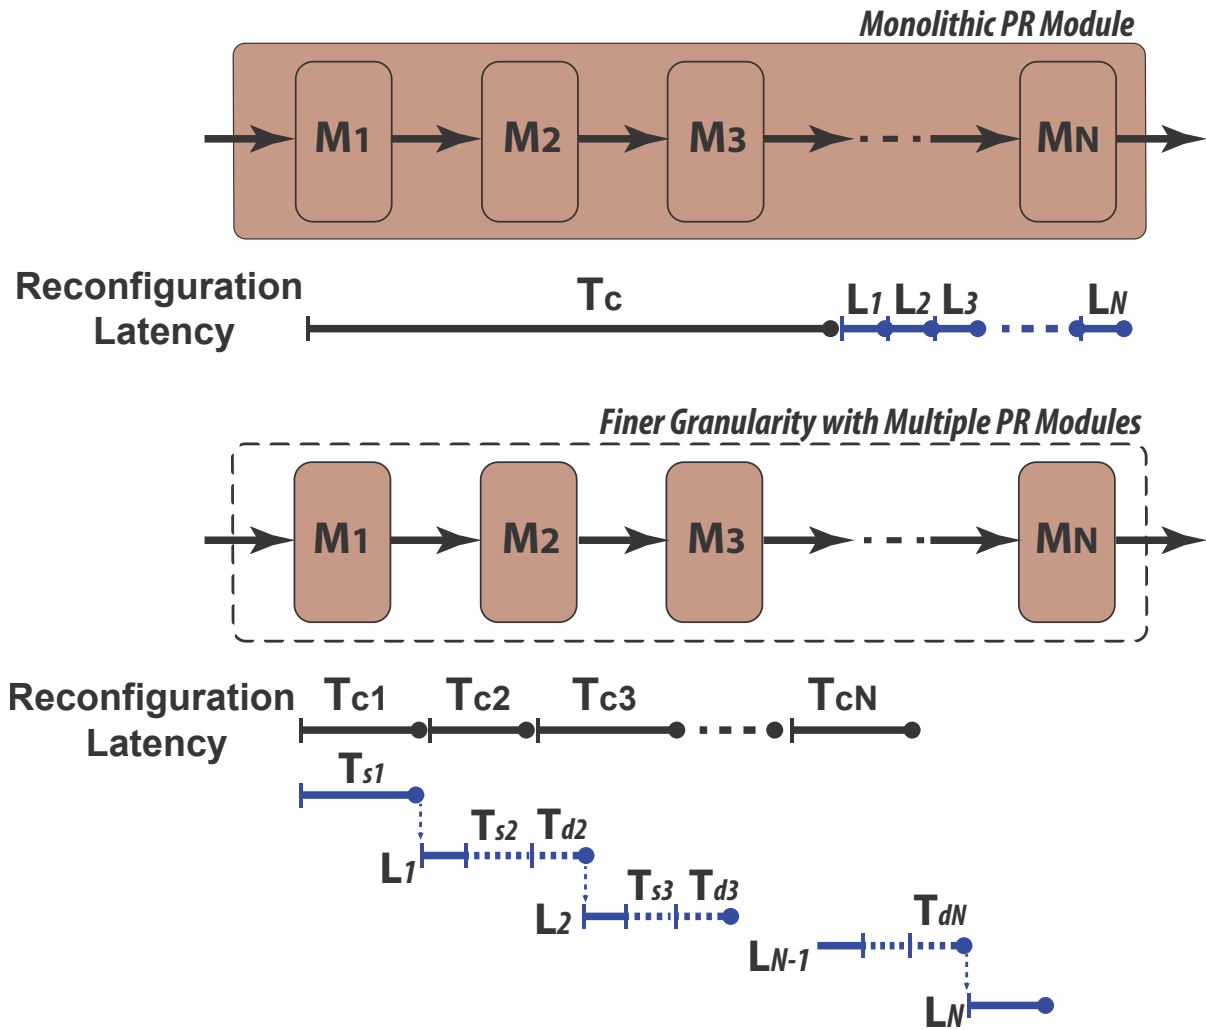 Monolithic PR Module
M1 M2 M3 MN
Reconfiguration
Latency
Tc L1 L2 L3 LN
Finer Granularity with Multiple PR Modules
M1 M2 M3 MN
Reconfiguration
Latency
Tc1 Tc2 Tc3 TcN
Ts1
Ts2 Td2
L1
Ts3 Td3
L2
TdN
LN-1
LN